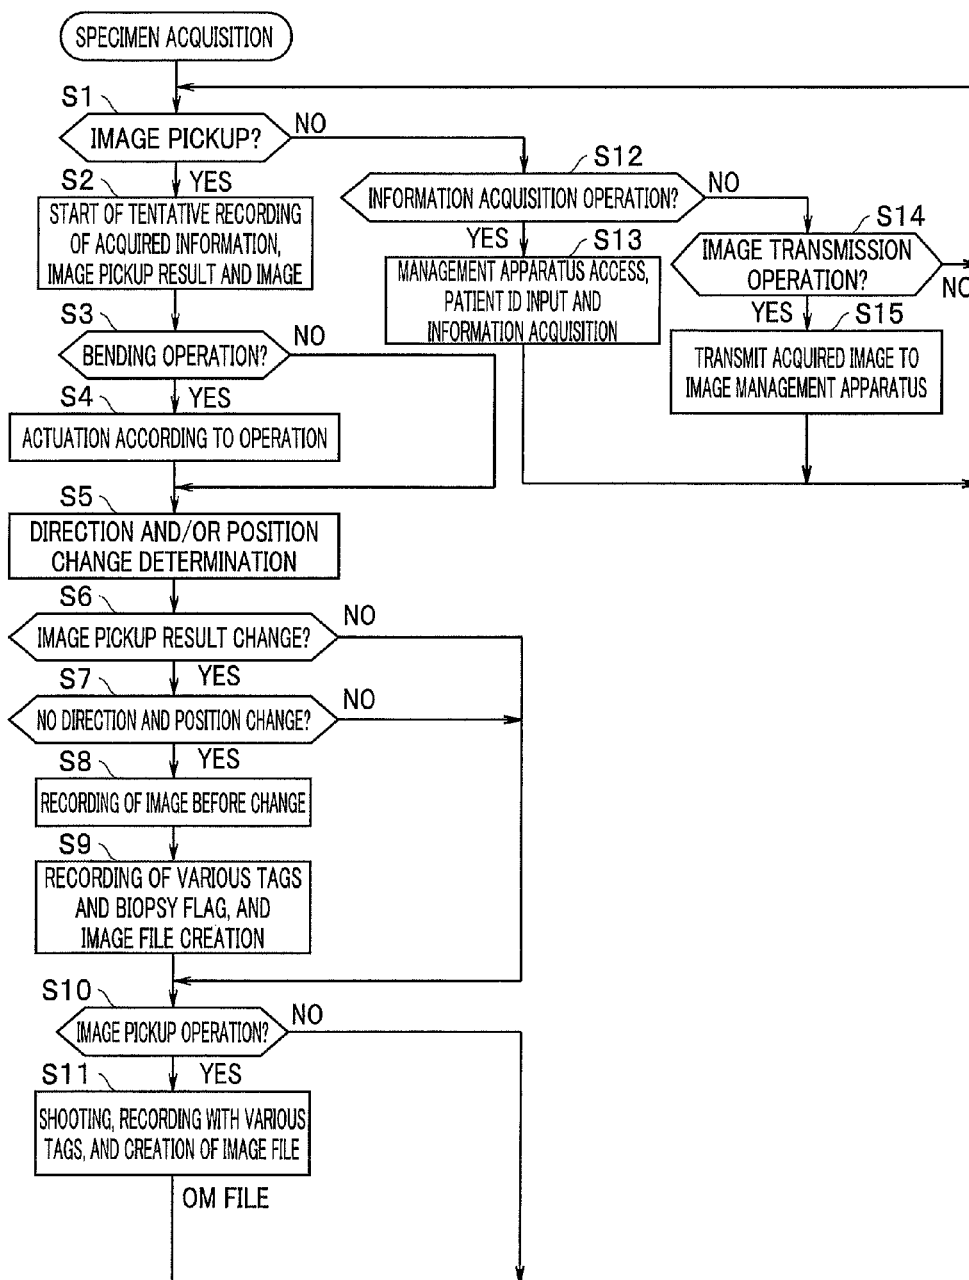 SPECIMEN ACQUISITION
S1
IMAGE PICKUP?
NO
YES
S2
START OF TENTATIVE RECORDING
OF ACQUIRED INFORMATION,
IMAGE PICKUP RESULT AND IMAGE
S3
BENDING OPERATION?
NO
YES
S4
ACTUATION ACCORDING TO OPERATION
S5
DIRECTION AND/OR POSITION
CHANGE DETERMINATION
S6
IMAGE PICKUP RESULT CHANGE?
NO
YES
S7
NO DIRECTION AND POSITION CHANGE?
NO
YES
S8
RECORDING OF IMAGE BEFORE CHANGE
S9
RECORDING OF VARIOUS TAGS
AND BIOPSY FLAG, AND
IMAGE FILE CREATION
S10
IMAGE PICKUP OPERATION?
NO
YES
S11
SHOOTING, RECORDING WITH VARIOUS
TAGS, AND CREATION OF IMAGE FILE
OM FILE
S12
INFORMATION ACQUISITION OPERATION?
NO
YES
S13
MANAGEMENT APPARATUS ACCESS,
PATIENT ID INPUT AND
INFORMATION ACQUISITION
S14
IMAGE TRANSMISSION
OPERATION?
NO
YES
S15
TRANSMIT ACQUIRED IMAGE TO
IMAGE MANAGEMENT APPARATUS